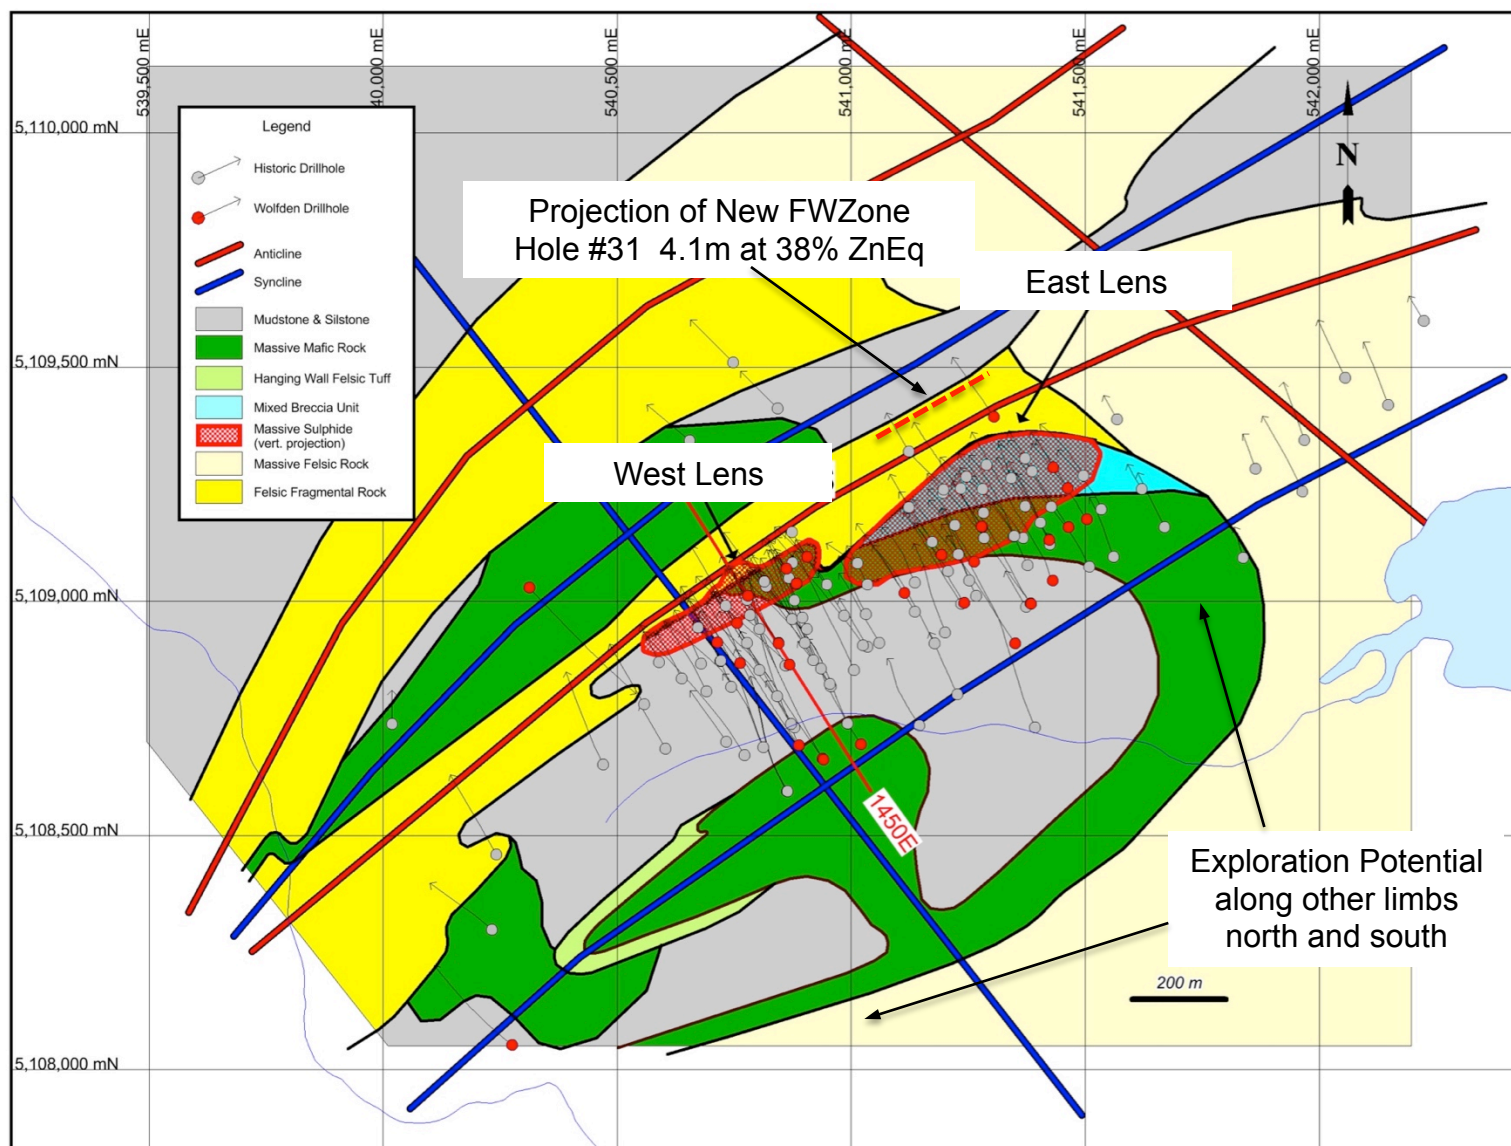 539,500 mE
540,000 mE
540,500 mE
541,000 mE
541,500 mE
542,000 mE
5,110,000 mN
5,109,500 mN
5,109,000 mN
5,108,500 mN
5,108,000 mN
Legend
Historic Drillhole
Wolfden Drillhole
Anticline
Syncline
Mudstone & Silstone
Massive Mafic Rock
Hanging Wall Felsic Tuff
Mixed Breccia Unit
Massive Sulphide
(vert. projection)
Massive Felsic Rock
Felsic Fragmental Rock
N
Projection of New FWZone
Hole #31 4.1m at 38% ZnEq
East Lens
West Lens
1450E
Exploration Potential
along other limbs
north and south
200 m